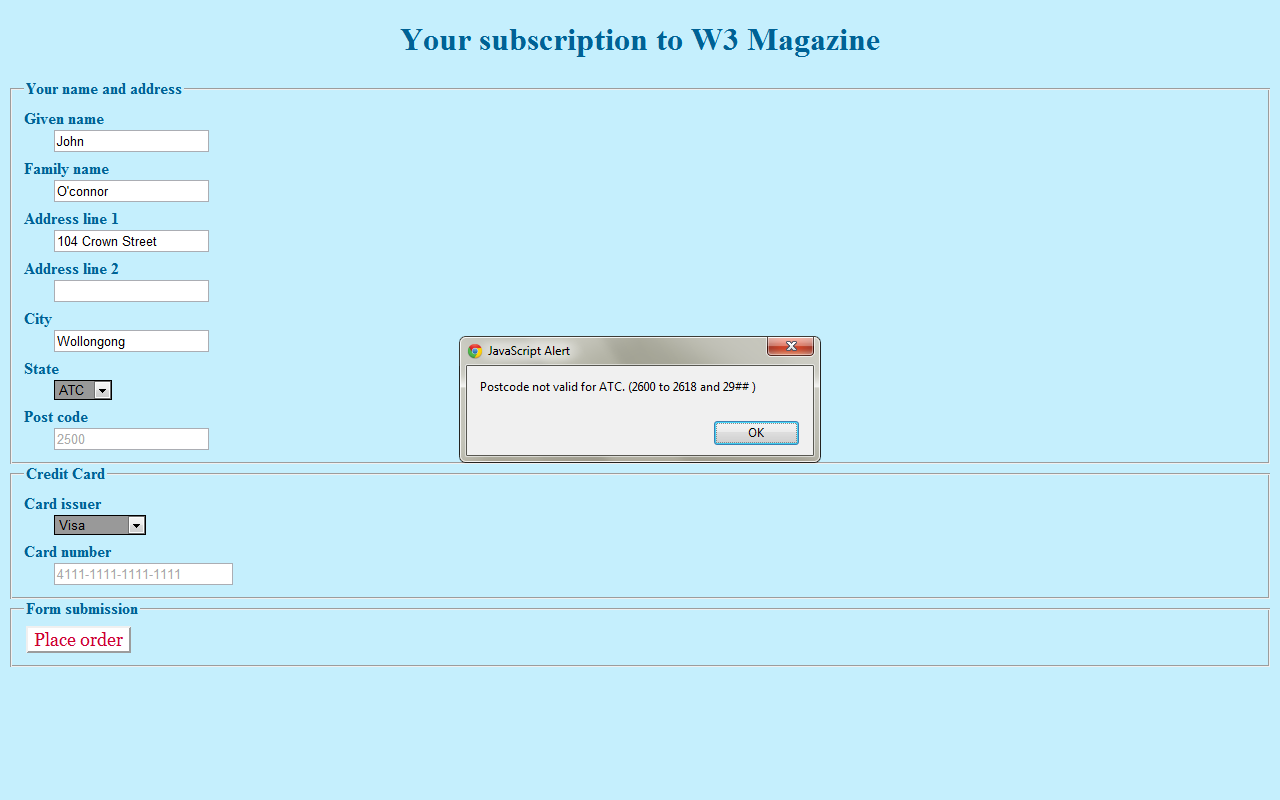 Your subscription to W3 Magazine
Your name and address
Given name
John
Family name
O'connor
Address line 1
104 Crown Street
Address line 2
City
Wollongong
State
ATC
Post code
2500
JavaScript Alert
Postcode not valid for ATC. (2600 to 2618 and 29## )
OK
Credit Card
Card issuer
Visa
Card number
4111-1111-1111-1111
Form submission
Place order